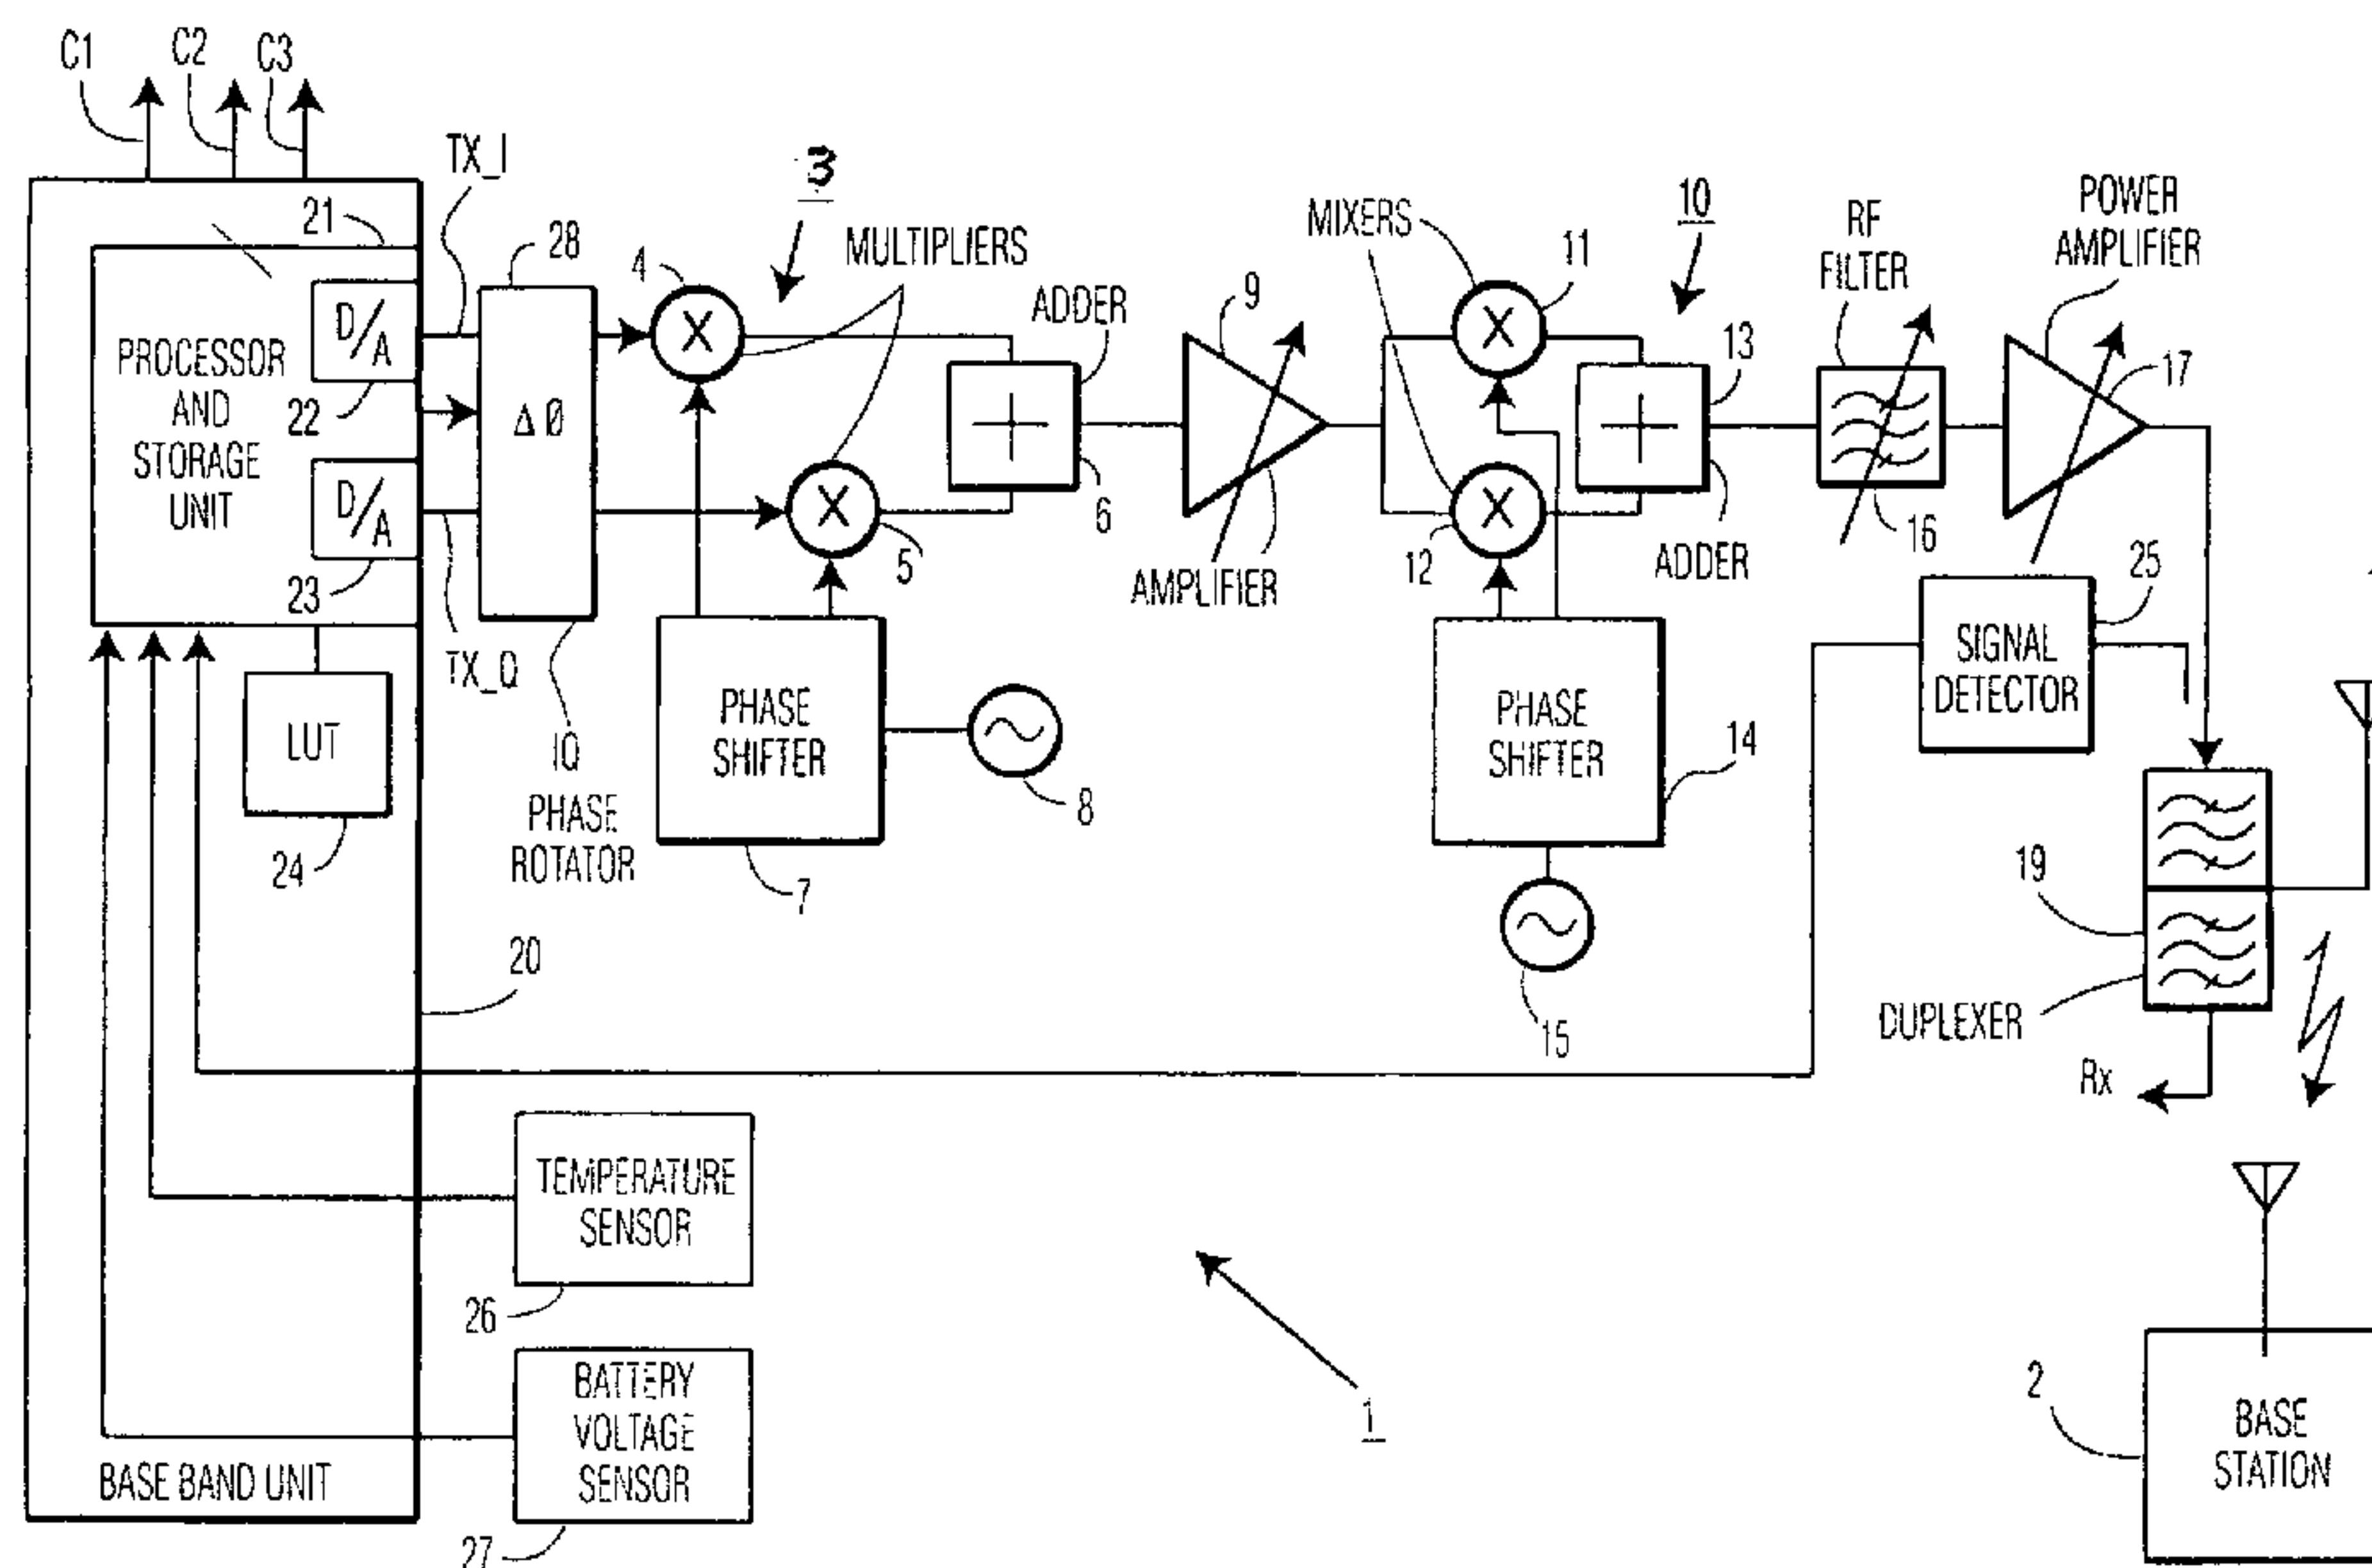 C1
C2
C3
TX_I
3
21
28
4
MULTIPLIERS
ADDER
9
MIXERS
11
10
RF
FILTER
POWER
AMPLIFIER
13
17
D/A
22
PROCESSOR
AND
STORAGE
UNIT
Δ Ø
X
X
5
6
X
X
12
16
D/A
23
AMPLIFIER
ADDER
25
SIGNAL
DETECTOR
TX_Q
LUT
24
IQ
PHASE
ROTATOR
PHASE
SHIFTER
7
8
PHASE
SHIFTER
14
15
19
DUPLEXER
Rx
20
TEMPERATURE
SENSOR
26
BATTERY
VOLTAGE
SENSOR
27
BASE BAND UNIT
1
2
BASE
STATION